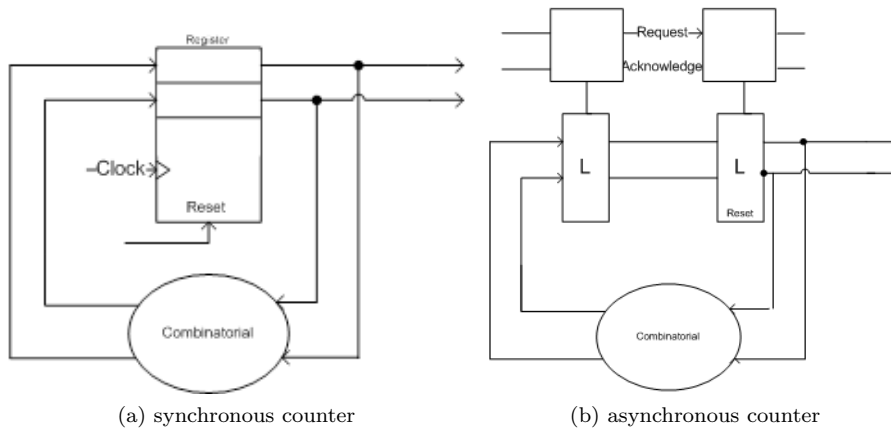 Register
Clock
Reset
Combinatorial
(a) synchronous counter
Request
Acknowledge
L
L
Reset
Combinatorial
(b) asynchronous counter